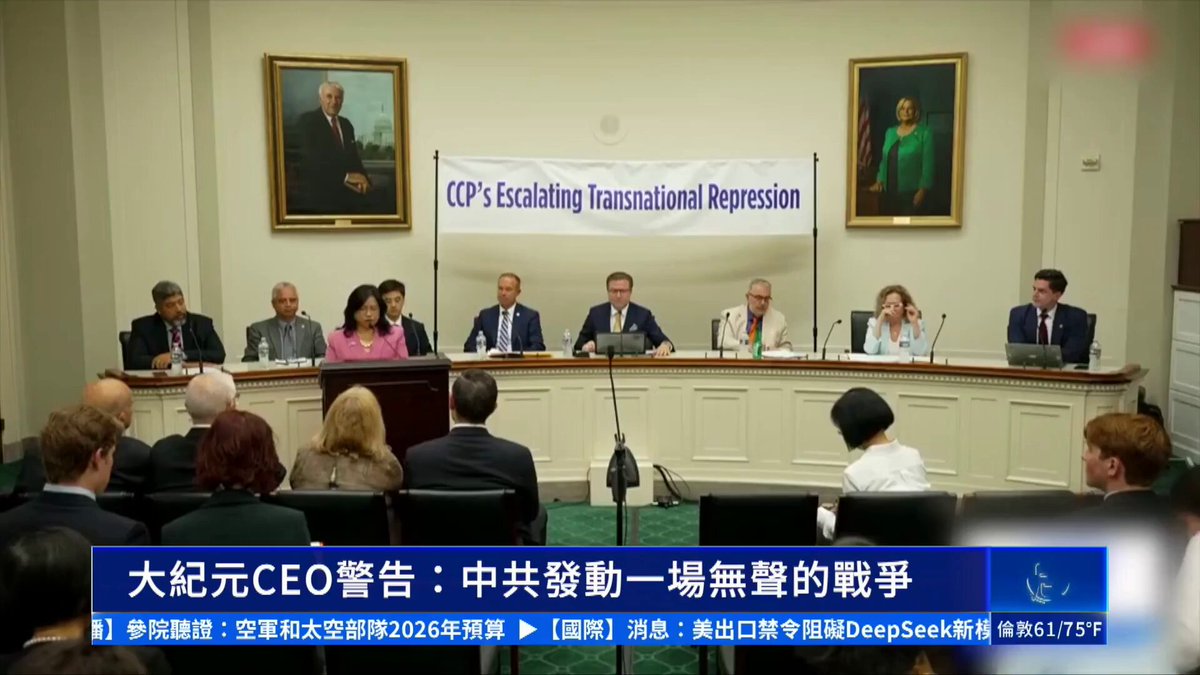 CCP's Escalating Transnational Repression
大紀元CEO警告：中共發動一場無聲的戰爭
播】參院聽證：空軍和太空部隊2026年預算 ▶【國際】消息：美出口禁令阻礙DeepSeek新模
倫敦61/75°F